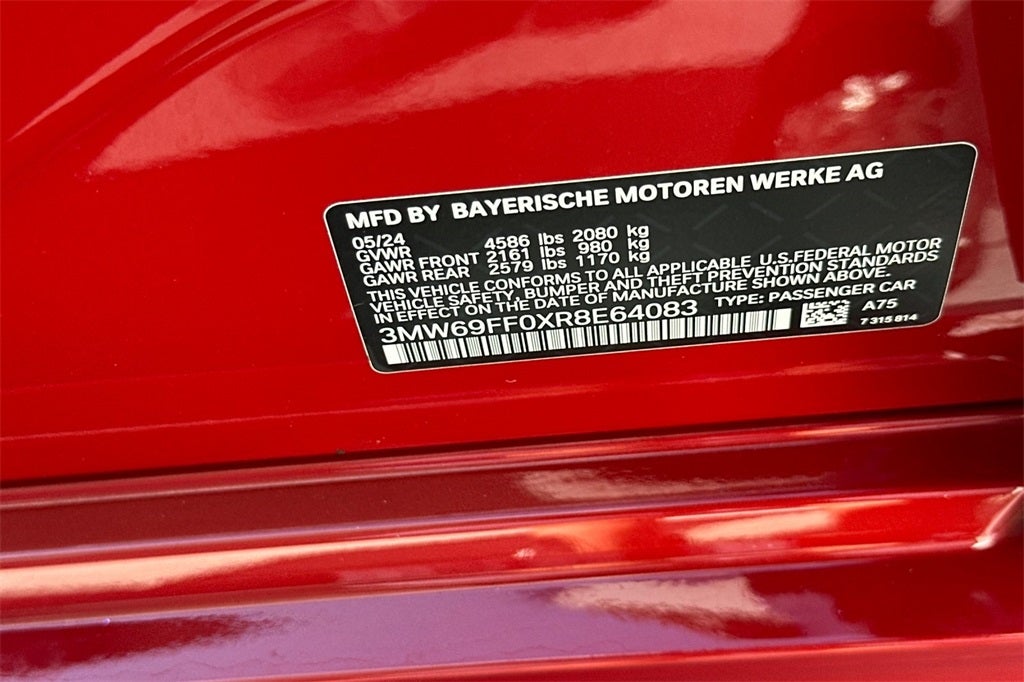 MFD BY BAYERISCHE MOTOREN WERKE AG
05/24
GVWR 4586 lbs 2080 kg
GAWR FRONT 2161 lbs 980 kg
GAWR REAR 2579 lbs 1170 kg
THIS VEHICLE CONFORMS TO ALL APPLICABLE U.S.FEDERAL MOTOR
VEHICLE SAFETY, BUMPER AND THEFT PREVENTION STANDARDS
IN EFFECT ON THE DATE OF MANUFACTURE SHOWN ABOVE.
3MW69FF0XR8E64083 TYPE: PASSENGER CAR
A75
7 315 814